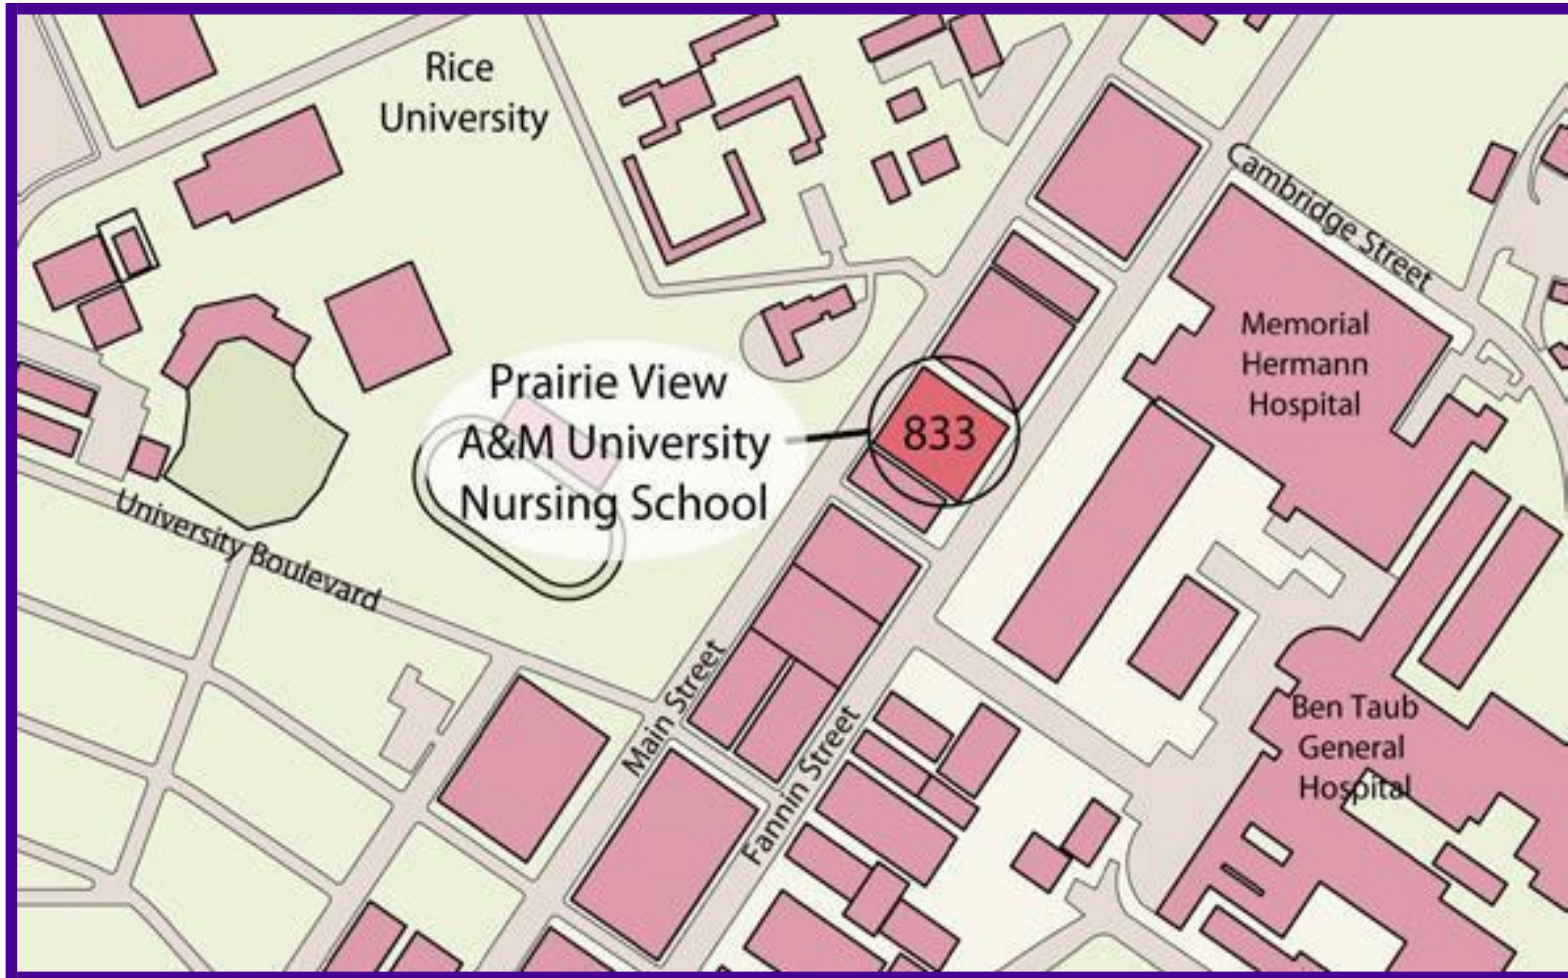 Rice
University
Cambridge Street
Memorial
Hermann
Hospital
Prairie View
A&M University
Nursing School
833
University Boulevard
Main Street
Fannin Street
Ben Taub
General
Hospital